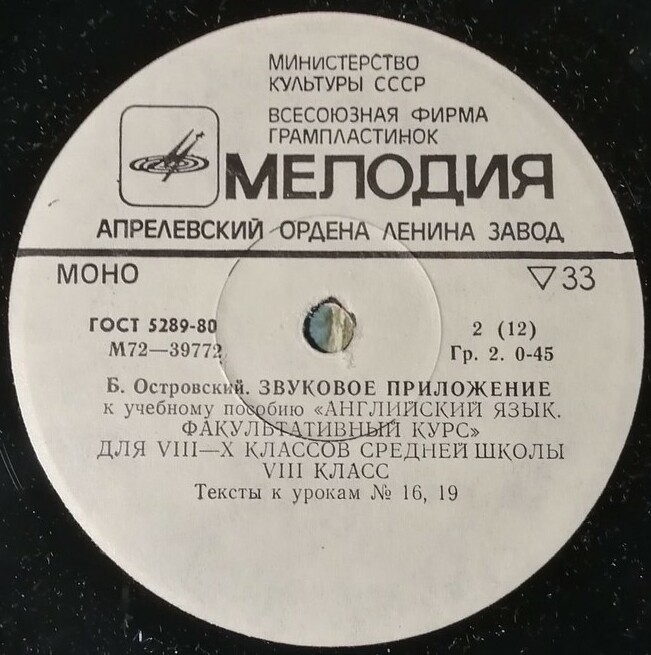 МИНИСТЕРСТВО
КУЛЬТУРЫ СССР
ВСЕСОЮЗНАЯ ФИРМА
ГРАМПЛАСТИНОК
МЕЛОДИЯ
АПРЕЛЕВСКИЙ ОРДЕНА ЛЕНИНА ЗАВОД
МОНО ▽33
ГОСТ 5289-80 2 (12)
М72—39772 Гр. 2. 0-45
Б. Островский. ЗВУКОВОЕ ПРИЛОЖЕНИЕ
к учебному пособию «АНГЛИЙСКИЙ ЯЗЫК.
ФАКУЛЬТАТИВНЫЙ КУРС»
ДЛЯ VIII—X КЛАССОВ СРЕДНЕЙ ШКОЛЫ
VIII КЛАСС
Тексты к урокам № 16, 19